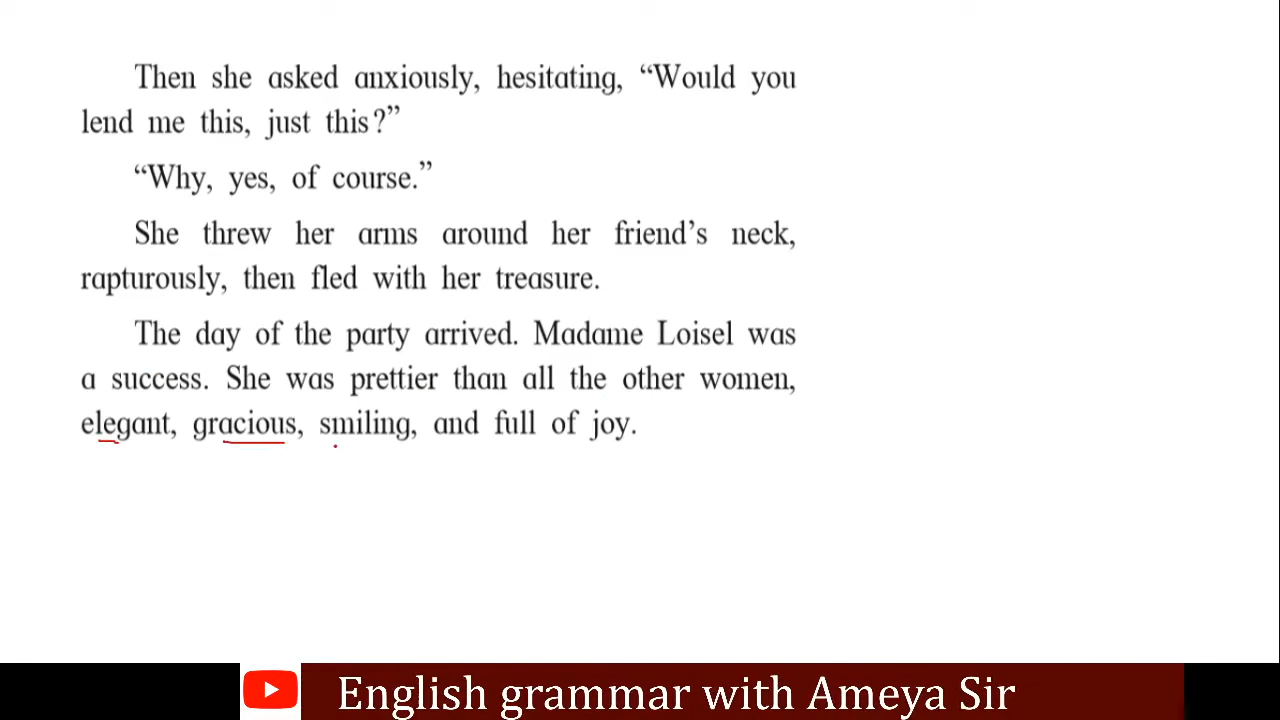 Then she asked anxiously, hesitating, “Would you
lend me this, just this?”
“Why, yes, of course.”
She threw her arms around her friend’s neck,
rapturously, then fled with her treasure.
The day of the party arrived. Madame Loisel was
a success. She was prettier than all the other women,
elegant, gracious, smiling, and full of joy.
English grammar with Ameya Sir